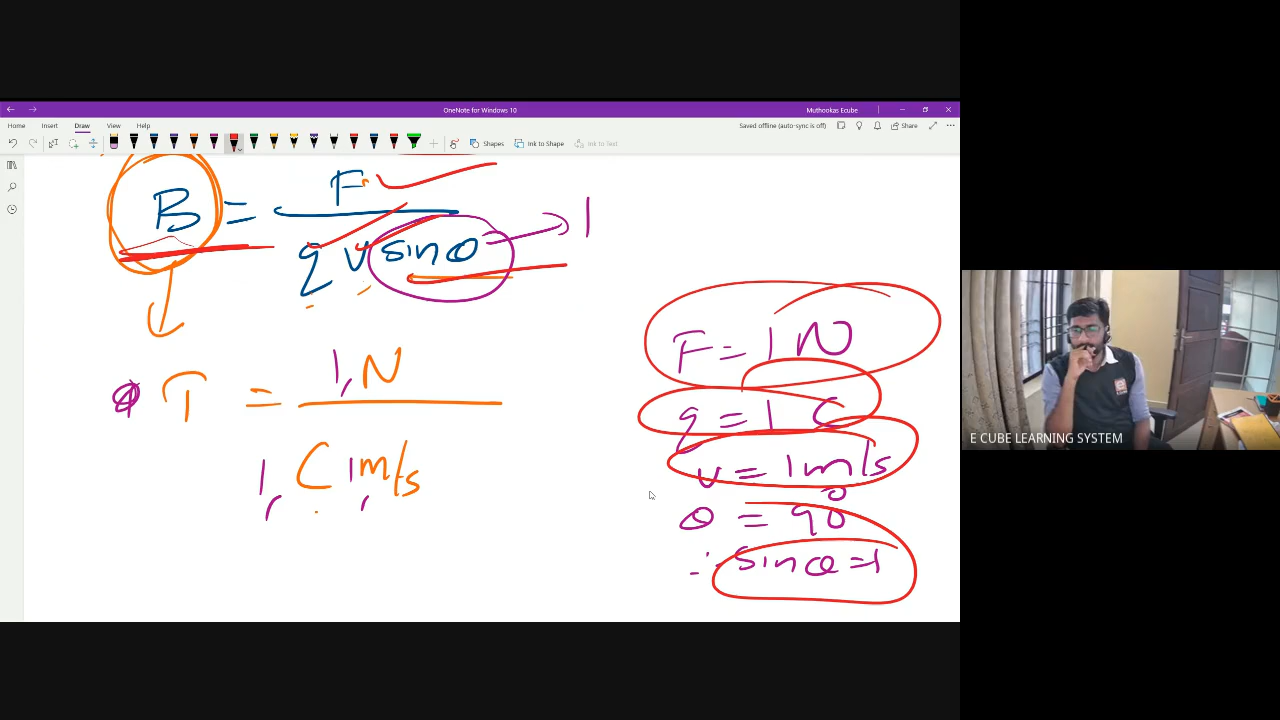 OneNote for Windows 10
Muthookas Ecube
Home Insert Draw View Help
Saved offline (auto-sync is off)
Share
Shapes
Ink to Shape
Ink to Text
B = F
q v sinθ → 1
T = 1 N
1 C 1 m/s
F = 1 N
q = 1 C
v = 1 m/s
θ = 90°
∴ sinθ = 1
E CUBE LEARNING SYSTEM